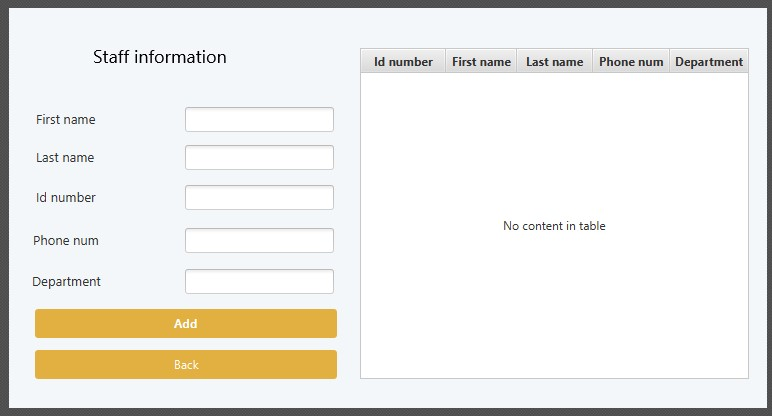 Staff information
First name
Last name
Id number
Phone num
Department
Add
Back
Id number First name Last name Phone num Department
No content in table